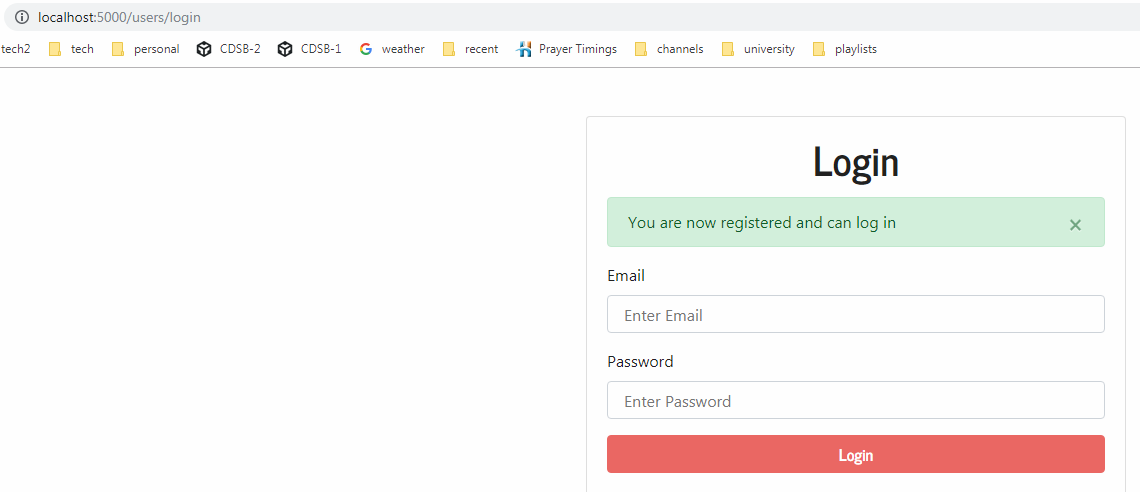 localhost:5000/users/login
tech2 tech personal CDSB-2 CDSB-1 weather recent Prayer Timings channels university playlists
Login
You are now registered and can log in ×
Email
Enter Email
Password
Enter Password
Login